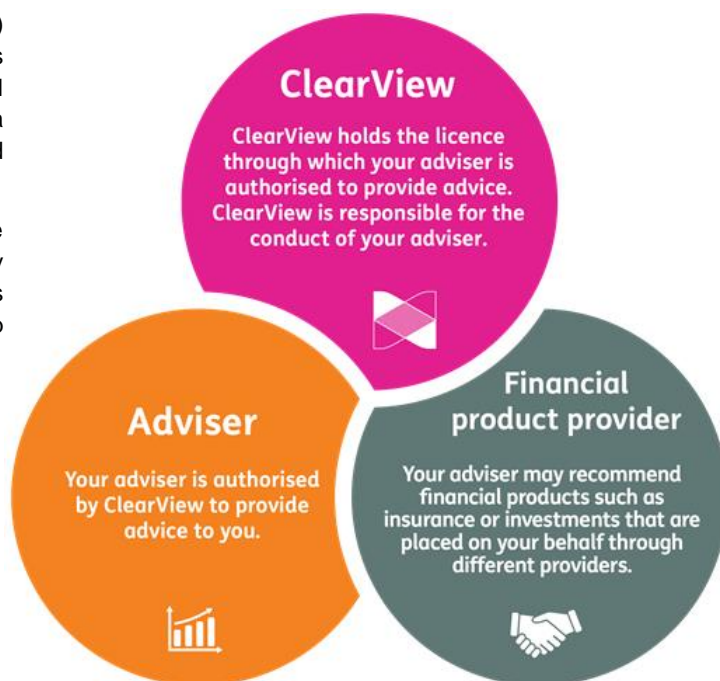 )
s
l
a
l
e
y
s
o
ClearView
ClearView holds the licence
through which your adviser is
authorised to provide advice.
ClearView is responsible for the
conduct of your adviser.
Adviser
Your adviser is authorised
by ClearView to provide
advice to you.
Financial
product provider
Your adviser may recommend
financial products such as
insurance or investments that are
placed on your behalf through
different providers.